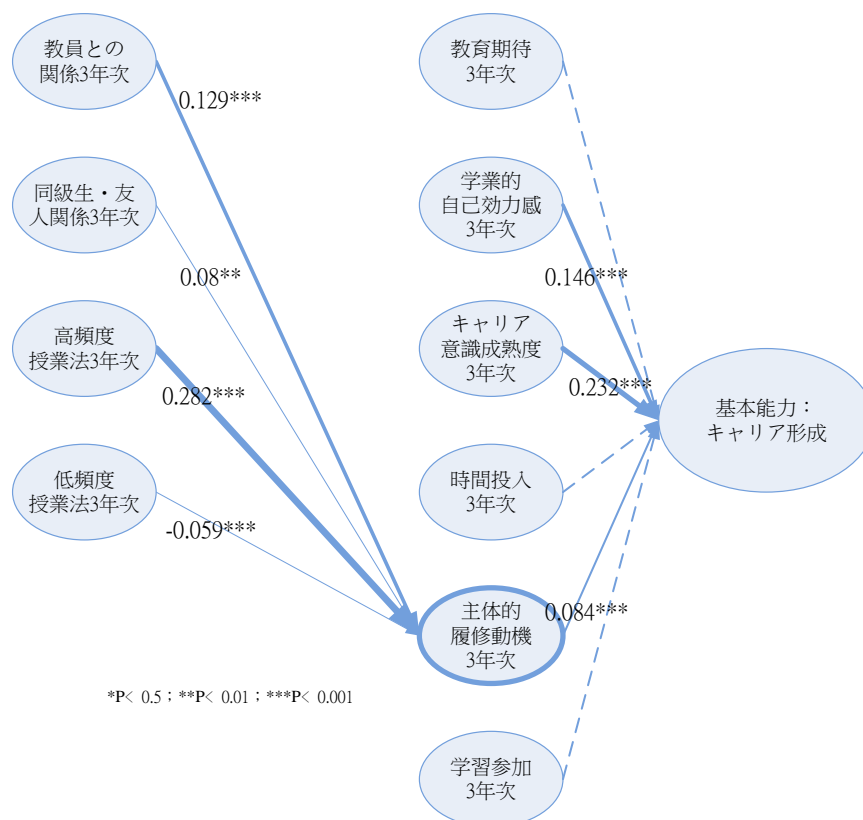 教員との
関係3年次
0.129***
同級生・友
人関係3年次
0.08**
高頻度
授業法3年次
0.282***
低頻度
授業法3年次
-0.059***
教育期待
3年次
学業的
自己効力感
3年次
0.146***
キャリア
意識成熟度
3年次
0.232***
時間投入
3年次
主体的
履修動機
3年次
0.084***
学習参加
3年次
基本能力：
キャリア形成
*P< 0.5；**P< 0.01；***P< 0.001